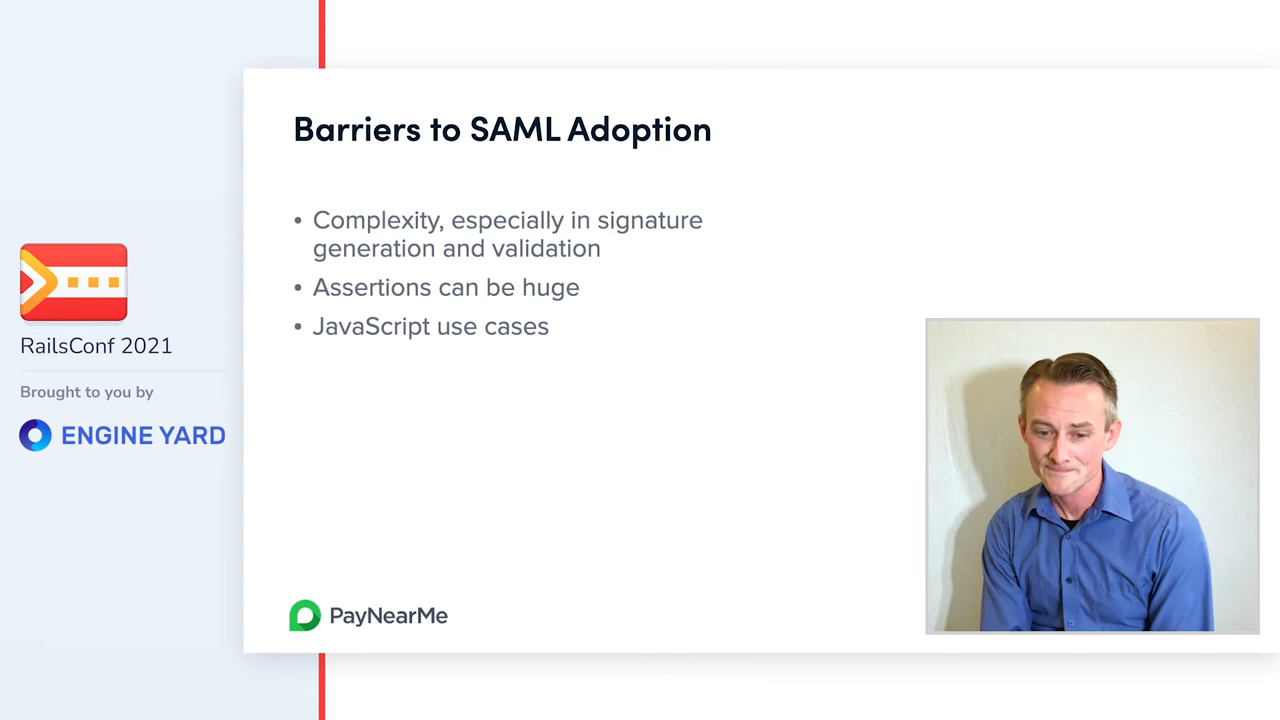 Barriers to SAML Adoption
• Complexity, especially in signature
generation and validation
• Assertions can be huge
• JavaScript use cases
RailsConf 2021
Brought to you by
ENGINE YARD
PayNearMe